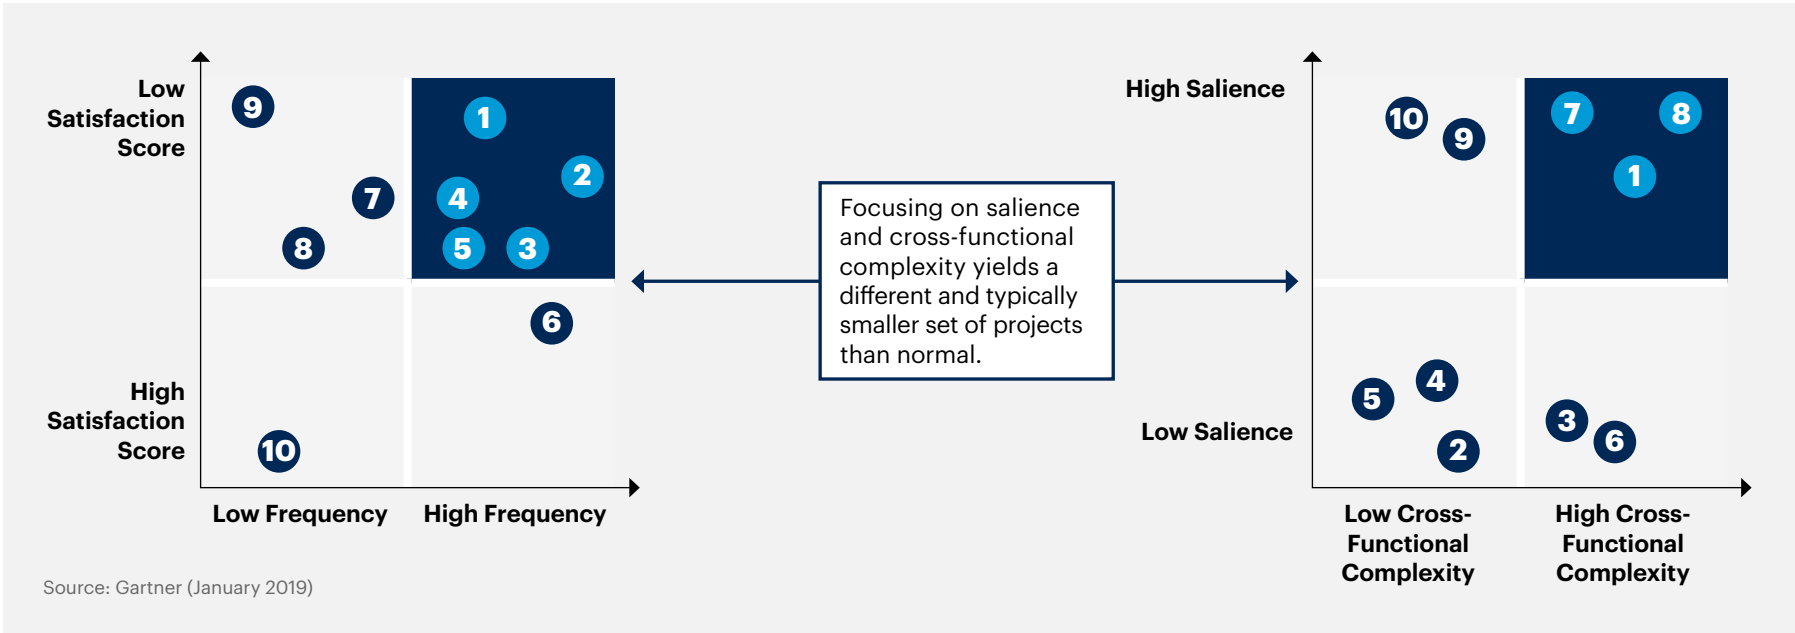 Low
Satisfaction
Score
High
Satisfaction
Score
9
1
2
7
4
8
5
3
6
10
Low Frequency
High Frequency
Focusing on salience
and cross-functional
complexity yields a
different and typically
smaller set of projects
than normal.
High Salience
Low Salience
10
9
7
8
1
5
4
2
3
6
Low Cross-
Functional
Complexity
High Cross-
Functional
Complexity
Source: Gartner (January 2019)